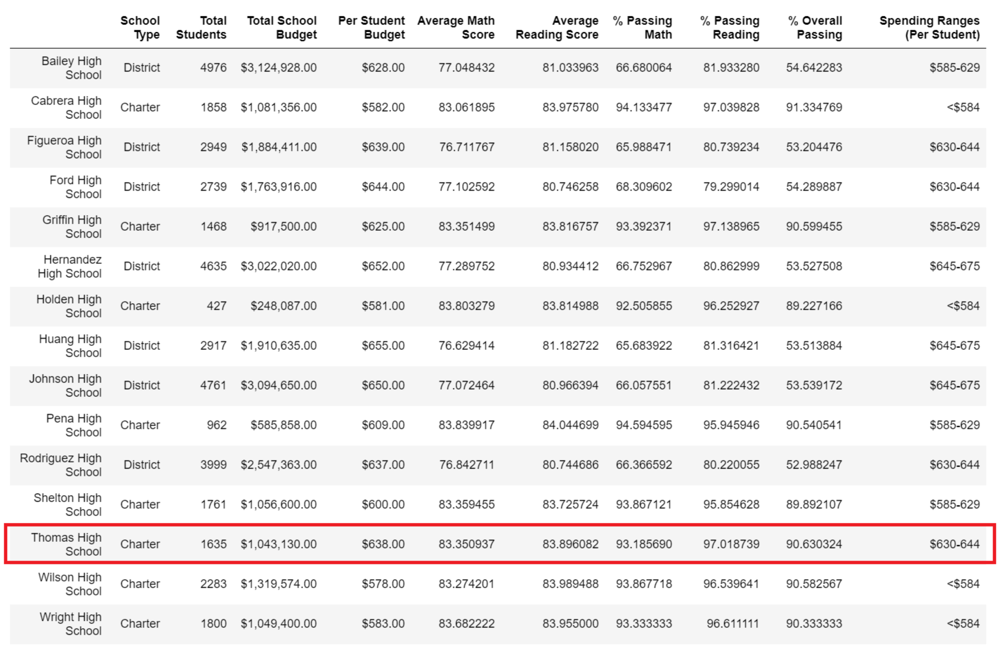 School Type Total Students Total School Budget Per Student Budget Average Math Score Average Reading Score % Passing Math % Passing Reading % Overall Passing Spending Ranges (Per Student)
Bailey High School District 4976 $3,124,928.00 $628.00 77.048432 81.033963 66.680064 81.933280 54.642283 $585-629
Cabrera High School Charter 1858 $1,081,356.00 $582.00 83.061895 83.975780 94.133477 97.039828 91.334769 <$584
Figueroa High School District 2949 $1,884,411.00 $639.00 76.711767 81.158020 65.988471 80.739234 53.204476 $630-644
Ford High School District 2739 $1,763,916.00 $644.00 77.102592 80.746258 68.309602 79.299014 54.289887 $630-644
Griffin High School Charter 1468 $917,500.00 $625.00 83.351499 83.816757 93.392371 97.138965 90.599455 $585-629
Hernandez High School District 4635 $3,022,020.00 $652.00 77.289752 80.934412 66.752967 80.862999 53.527508 $645-675
Holden High School Charter 427 $248,087.00 $581.00 83.803279 83.814988 92.505855 96.252927 89.227166 <$584
Huang High School District 2917 $1,910,635.00 $655.00 76.629414 81.182722 65.683922 81.316421 53.513884 $645-675
Johnson High School District 4761 $3,094,650.00 $650.00 77.072464 80.966394 66.057551 81.222432 53.539172 $645-675
Pena High School Charter 962 $585,858.00 $609.00 83.839917 84.044699 94.594595 95.945946 90.540541 $585-629
Rodriguez High School District 3999 $2,547,363.00 $637.00 76.842711 80.744686 66.366592 80.220055 52.988247 $630-644
Shelton High School Charter 1761 $1,056,600.00 $600.00 83.359455 83.725724 93.867121 95.854628 89.892107 $585-629
Thomas High School Charter 1635 $1,043,130.00 $638.00 83.350937 83.896082 93.185690 97.018739 90.630324 $630-644
Wilson High School Charter 2283 $1,319,574.00 $578.00 83.274201 83.989488 93.867718 96.539641 90.582567 <$584
Wright High School Charter 1800 $1,049,400.00 $583.00 83.682222 83.955000 93.333333 96.611111 90.333333 <$584